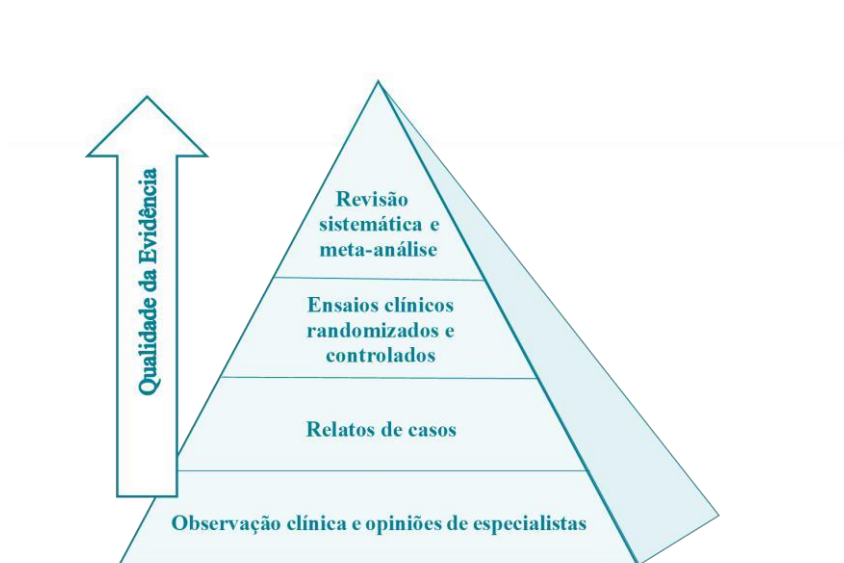 Qualidade da Evidência
Revisão
sistemática e
meta-análise
Ensaios clínicos
randomizados e
controlados
Relatos de casos
Observação clínica e opiniões de especialistas